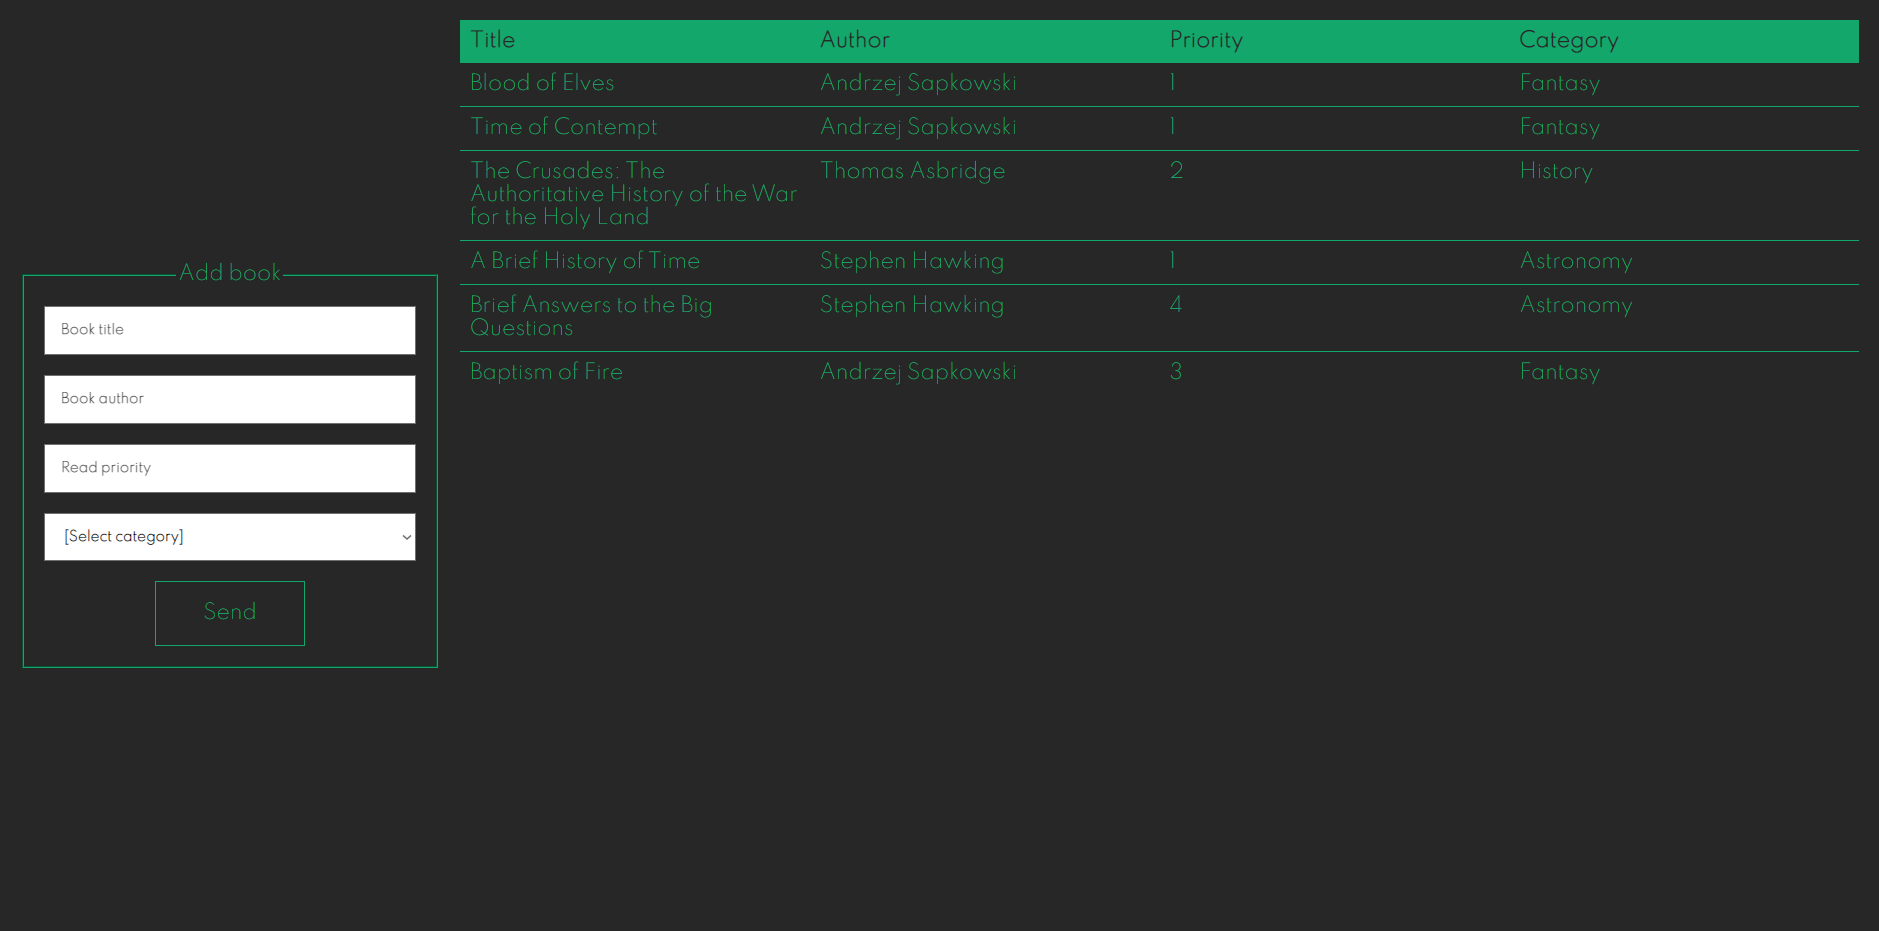 Add book
Book title
Book author
Read priority
[Select category]
Send
Title Author Priority Category
Blood of Elves Andrzej Sapkowski 1 Fantasy
Time of Contempt Andrzej Sapkowski 1 Fantasy
The Crusades: The Thomas Asbridge 2 History
Authoritative History of the War
for the Holy Land
A Brief History of Time Stephen Hawking 1 Astronomy
Brief Answers to the Big Stephen Hawking 4 Astronomy
Questions
Baptism of Fire Andrzej Sapkowski 3 Fantasy